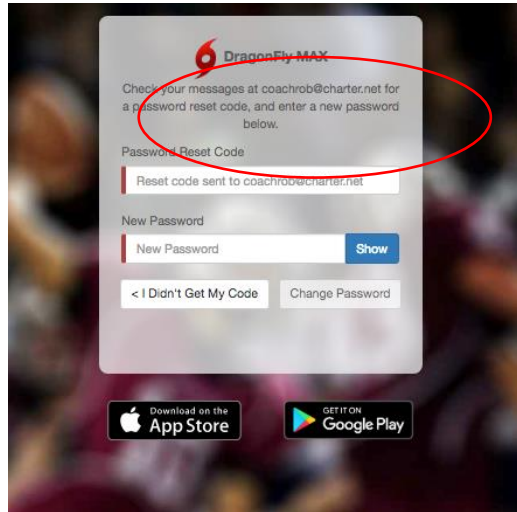 DragonFly MAX
Check your messages at coachrob@charter.net for
a password reset code, and enter a new password
below.
Password Reset Code
Reset code sent to coachrob@charter.net
New Password
New Password
Show
< I Didn't Get My Code
Change Password
Download on the
App Store
GET IT ON
Google Play